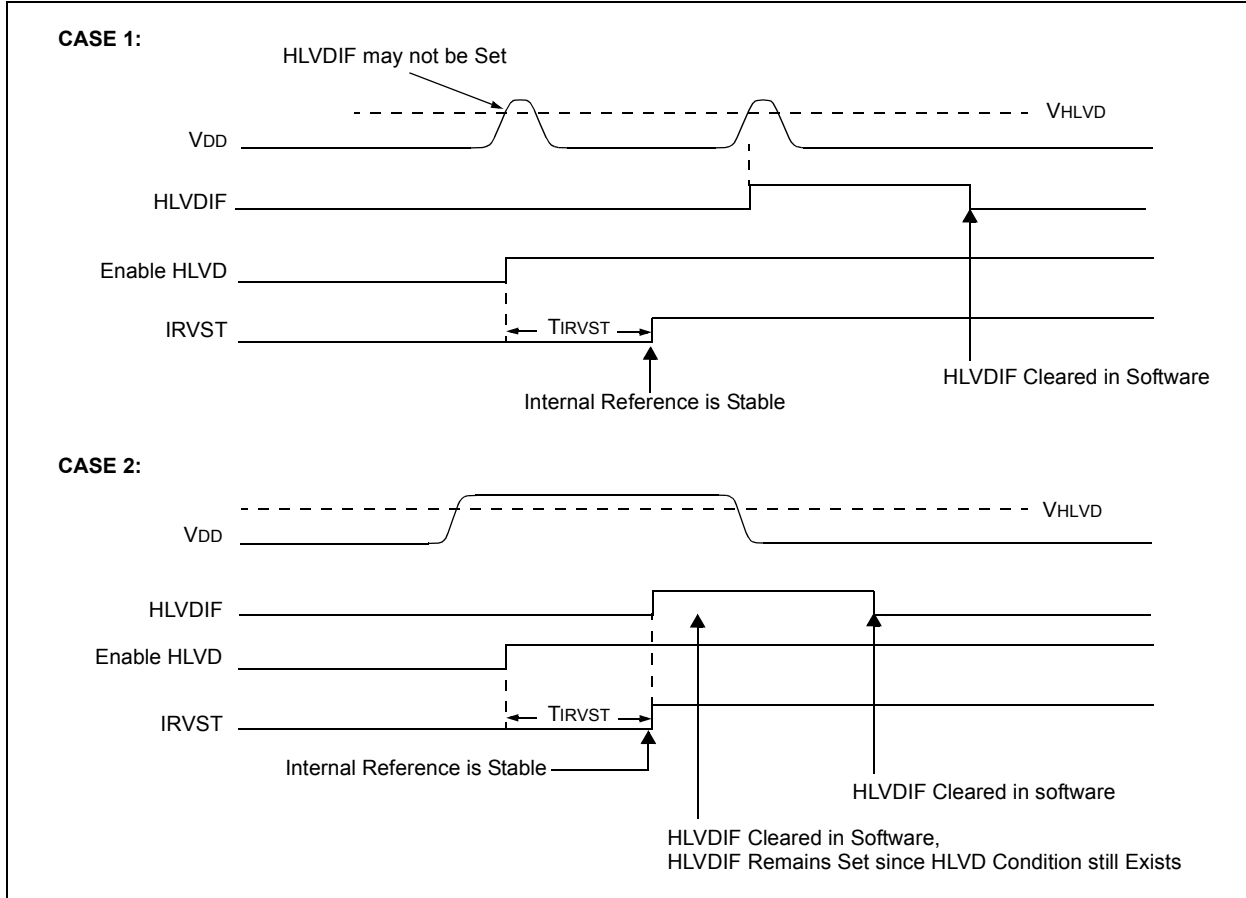 CASE 1:
HLVDIF may not be Set
VHLVD
VDD
HLVDIF
Enable HLVD
TIRVST
IRVST
HLVDIF Cleared in Software
Internal Reference is Stable
CASE 2:
VHLVD
VDD
HLVDIF
Enable HLVD
TIRVST
IRVST
Internal Reference is Stable
HLVDIF Cleared in software
HLVDIF Cleared in Software,
HLVDIF Remains Set since HLVD Condition still Exists